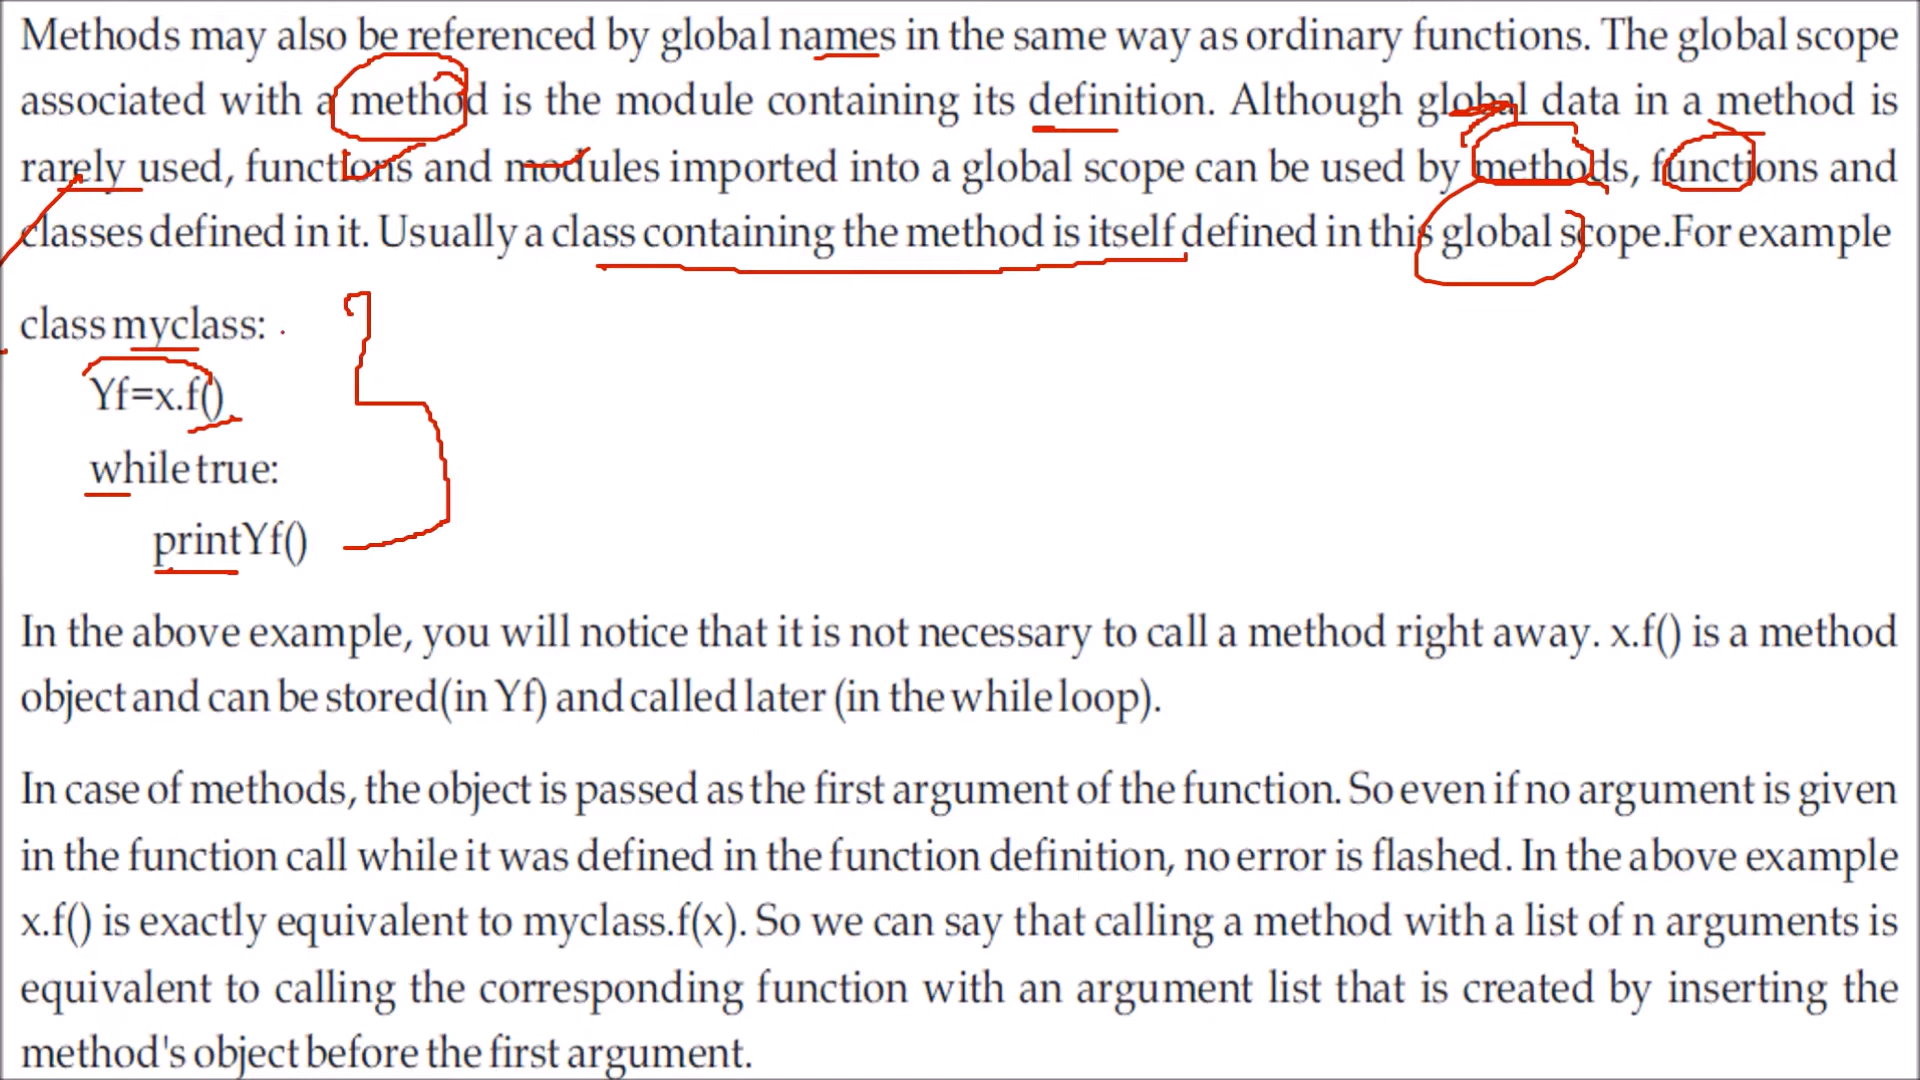 Methods may also be referenced by global names in the same way as ordinary functions. The global scope
associated with a method is the module containing its definition. Although global data in a method is
rarely used, functions and modules imported into a global scope can be used by methods, functions and
classes defined in it. Usually a class containing the method is itself defined in this global scope.For example
class myclass:
Yf=x.f()
while true:
printYf()
In the above example, you will notice that it is not necessary to call a method right away. x.f() is a method
object and can be stored(in Yf) and called later (in the while loop).
In case of methods, the object is passed as the first argument of the function. So even if no argument is given
in the function call while it was defined in the function definition, no error is flashed. In the above example
x.f() is exactly equivalent to myclass.f(x). So we can say that calling a method with a list of n arguments is
equivalent to calling the corresponding function with an argument list that is created by inserting the
method's object before the first argument.